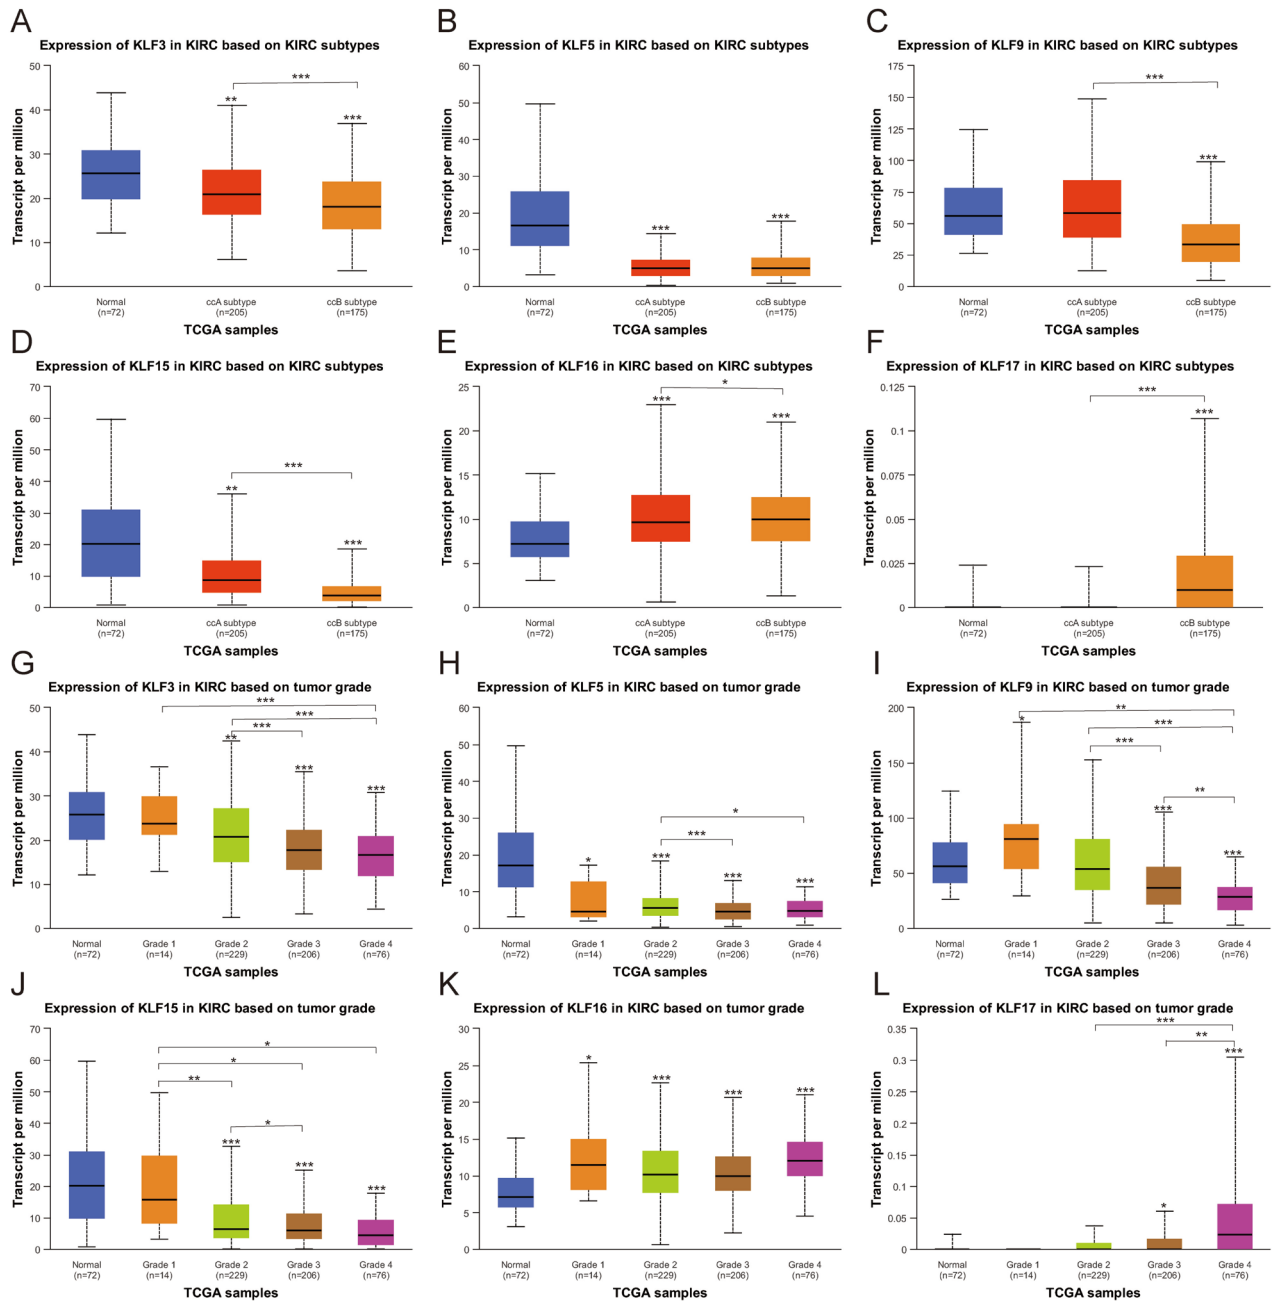 A
Expression of KLF3 in KIRC based on KIRC subtypes
Transcript per million
50
40
30
20
10
0
**
***
***
Normal
(n=72)
ccA subtype
(n=205)
ccB subtype
(n=175)
TCGA samples
B
Expression of KLF5 in KIRC based on KIRC subtypes
Transcript per million
60
50
40
30
20
10
0
***
***
Normal
(n=72)
ccA subtype
(n=205)
ccB subtype
(n=175)
TCGA samples
C
Expression of KLF9 in KIRC based on KIRC subtypes
Transcript per million
175
150
125
100
75
50
25
0
***
***
Normal
(n=72)
ccA subtype
(n=205)
ccB subtype
(n=175)
TCGA samples
D
Expression of KLF15 in KIRC based on KIRC subtypes
Transcript per million
70
60
50
40
30
20
10
0
***
**
***
Normal
(n=72)
ccA subtype
(n=205)
ccB subtype
(n=175)
TCGA samples
E
Expression of KLF16 in KIRC based on KIRC subtypes
Transcript per million
25
20
15
10
5
0
*
***
***
Normal
(n=72)
ccA subtype
(n=205)
ccB subtype
(n=175)
TCGA samples
F
Expression of KLF17 in KIRC based on KIRC subtypes
Transcript per million
0.125
0.1
0.075
0.05
0.025
0
***
***
Normal
(n=72)
ccA subtype
(n=205)
ccB subtype
(n=175)
TCGA samples
G
Expression of KLF3 in KIRC based on tumor grade
Transcript per million
50
40
30
20
10
0
***
***
***
**
***
***
Normal
(n=72)
Grade 1
(n=14)
Grade 2
(n=229)
Grade 3
(n=206)
Grade 4
(n=76)
TCGA samples
H
Expression of KLF5 in KIRC based on tumor grade
Transcript per million
60
50
40
30
20
10
0
*
***
*
***
***
***
Normal
(n=72)
Grade 1
(n=14)
Grade 2
(n=229)
Grade 3
(n=206)
Grade 4
(n=76)
TCGA samples
I
Expression of KLF9 in KIRC based on tumor grade
Transcript per million
200
150
100
50
0
**
*
***
***
**
***
***
Normal
(n=72)
Grade 1
(n=14)
Grade 2
(n=229)
Grade 3
(n=206)
Grade 4
(n=76)
TCGA samples
J
Expression of KLF15 in KIRC based on tumor grade
Transcript per million
70
60
50
40
30
20
10
0
*
*
**
*
***
***
***
Normal
(n=72)
Grade 1
(n=14)
Grade 2
(n=229)
Grade 3
(n=206)
Grade 4
(n=76)
TCGA samples
K
Expression of KLF16 in KIRC based on tumor grade
Transcript per million
30
25
20
15
10
5
0
*
***
***
***
Normal
(n=72)
Grade 1
(n=14)
Grade 2
(n=229)
Grade 3
(n=206)
Grade 4
(n=76)
TCGA samples
L
Expression of KLF17 in KIRC based on tumor grade
Transcript per million
0.35
0.3
0.25
0.2
0.15
0.1
0.05
0
***
**
***
*
Normal
(n=72)
Grade 1
(n=14)
Grade 2
(n=229)
Grade 3
(n=206)
Grade 4
(n=76)
TCGA samples